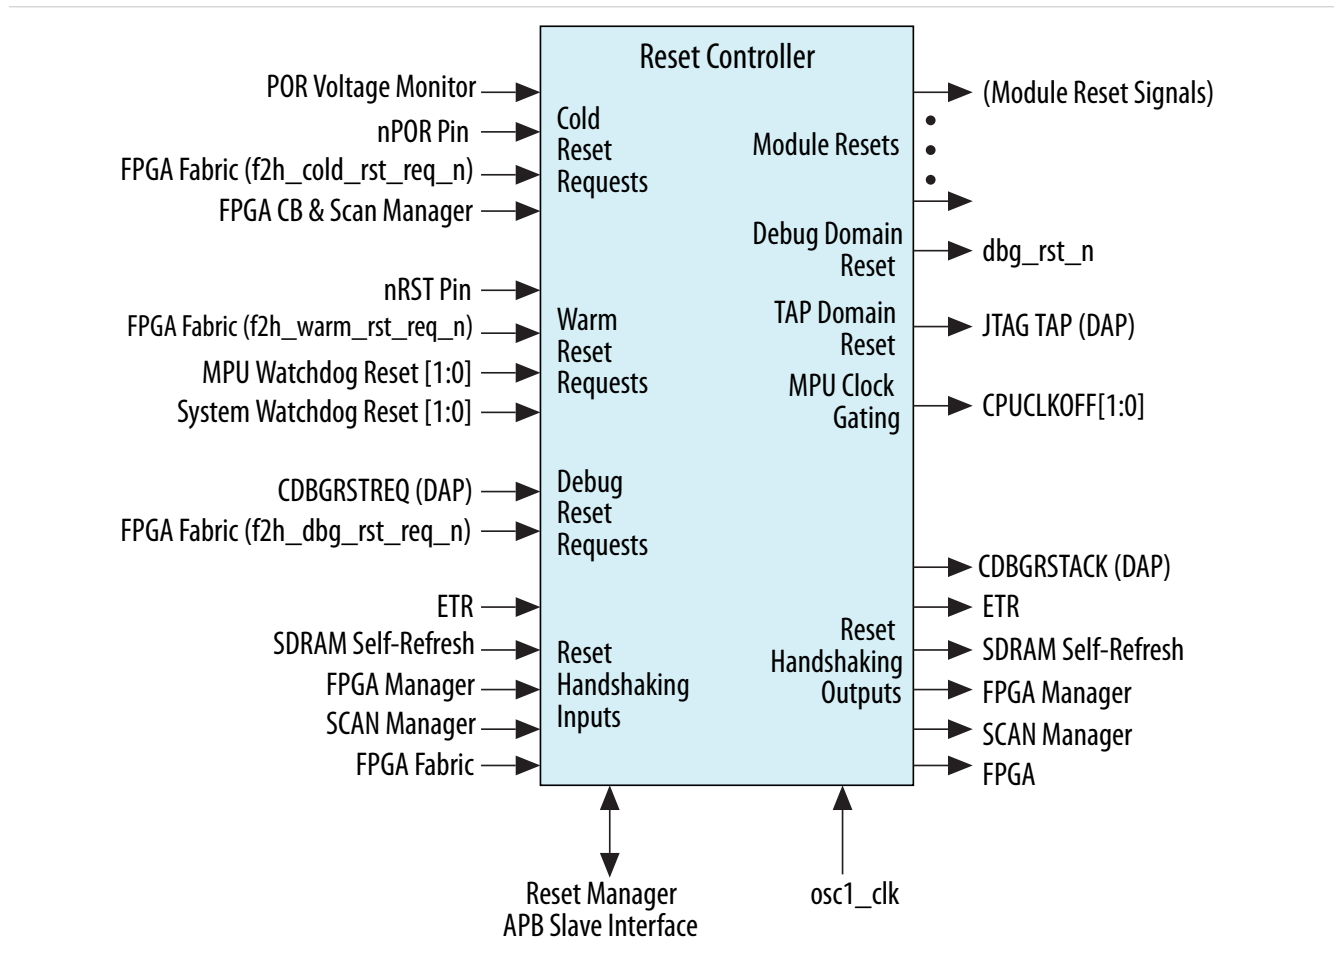 Reset Controller
POR Voltage Monitor
nPOR Pin
FPGA Fabric (f2h_cold_rst_req_n)
FPGA CB & Scan Manager
Cold
Reset
Requests
nRST Pin
FPGA Fabric (f2h_warm_rst_req_n)
MPU Watchdog Reset [1:0]
System Watchdog Reset [1:0]
Warm
Reset
Requests
CDBGRSTREQ (DAP)
FPGA Fabric (f2h_dbg_rst_req_n)
Debug
Reset
Requests
ETR
SDRAM Self-Refresh
FPGA Manager
SCAN Manager
FPGA Fabric
Reset
Handshaking
Inputs
Module Resets
(Module Reset Signals)
Debug Domain
Reset
dbg_rst_n
TAP Domain
Reset
JTAG TAP (DAP)
MPU Clock
Gating
CPUCLKOFF[1:0]
Reset
Handshaking
Outputs
CDBGRSTACK (DAP)
ETR
SDRAM Self-Refresh
FPGA Manager
SCAN Manager
FPGA
Reset Manager
APB Slave Interface
osc1_clk